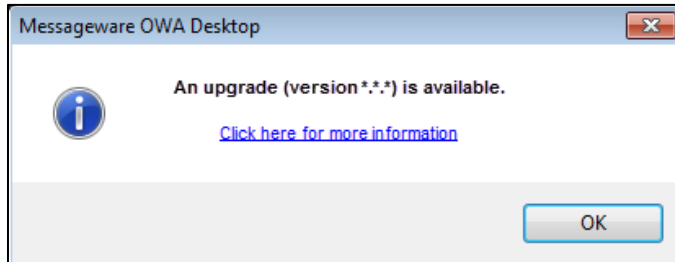 Messageware OWA Desktop
An upgrade (version *.*.*) is available.
Click here for more information
OK